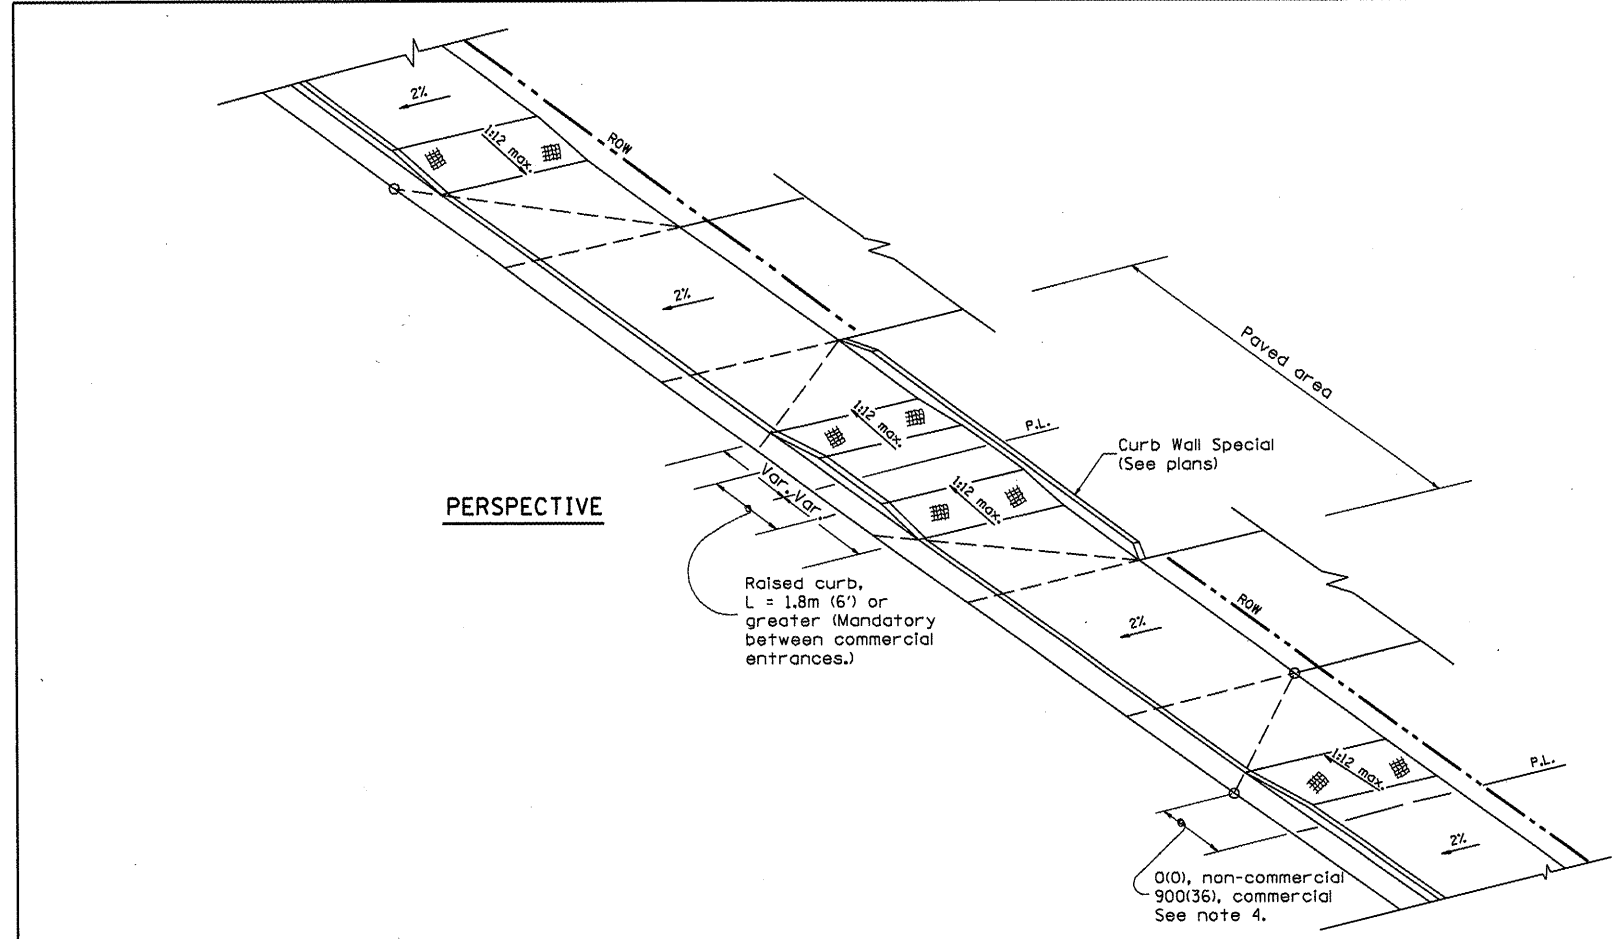 2%
1:12 max.
ROW
2%
Paved area
1:12 max.
P.L.
Curb Wall Special
(See plans)
1:12 max.
Var.
Var.
PERSPECTIVE
Raised curb,
L = 1.8m (6') or
greater (Mandatory
between commercial
entrances.)
ROW
2%
1:12 max.
P.L.
2%
0(0), non-commercial
900(36), commercial
See note 4.